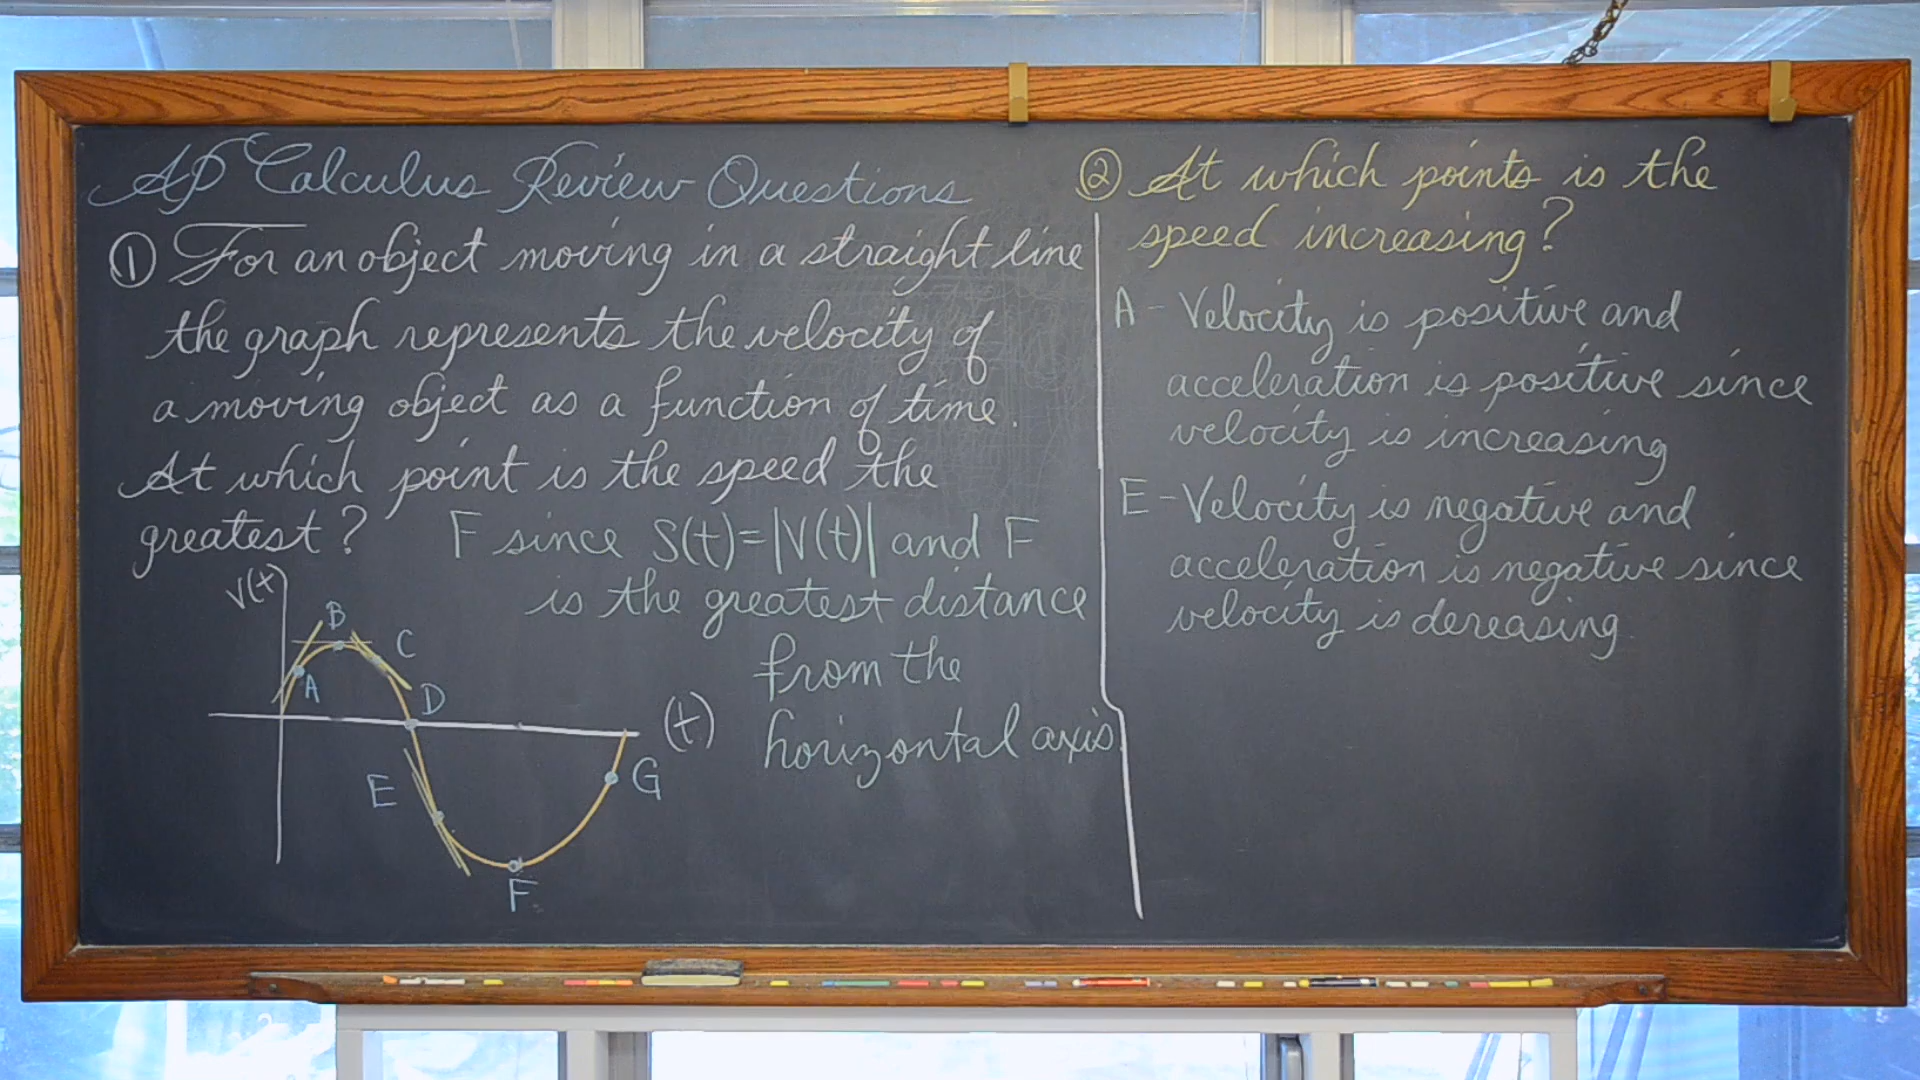 AP Calculus Review Questions
① For an object moving in a straight line
the graph represents the velocity of
a moving object as a function of time.
At which point is the speed the
greatest?
F since S(t)=|V(t)| and F
is the greatest distance
from the
horizontal axis
V(t)
B
C
A
D
(t)
E
G
F
② At which points is the
speed increasing?
A - Velocity is positive and
acceleration is positive since
velocity is increasing
E - Velocity is negative and
acceleration is negative since
velocity is dereasing